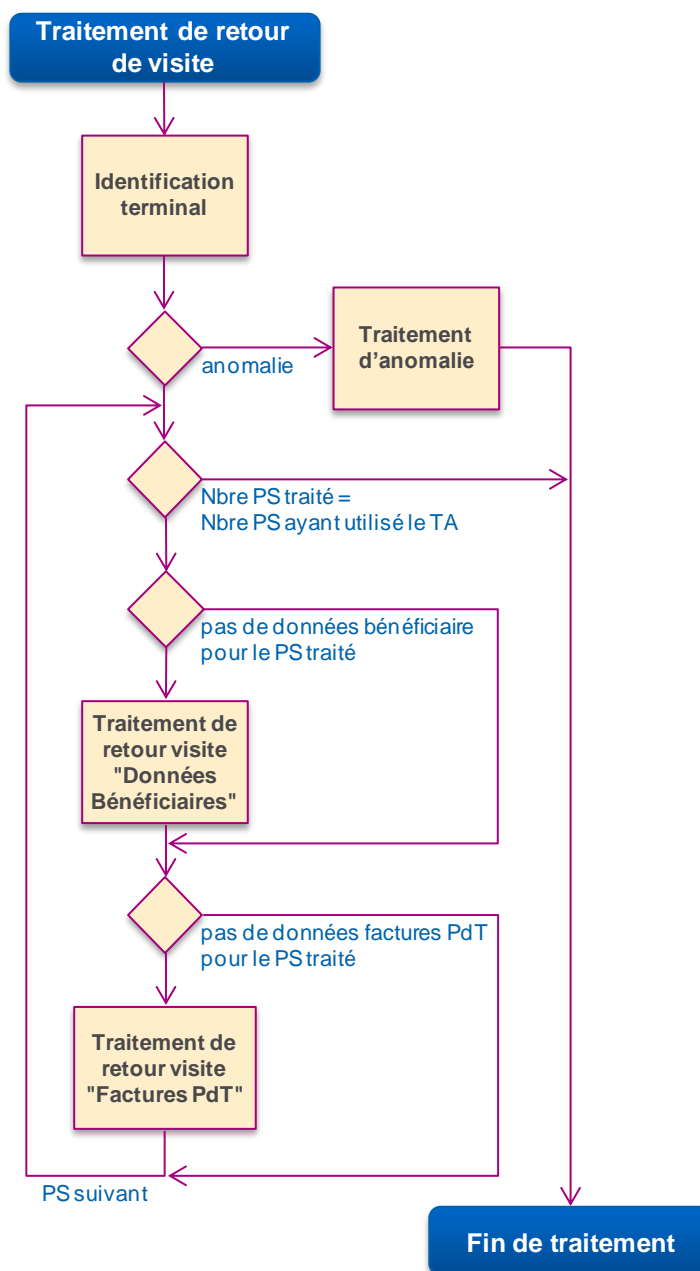 Traitement de retour
de visite
Identification
terminal
anomalie
Traitement
d'anomalie
Nbre PS traité =
Nbre PS ayant utilisé le TA
pas de données bénéficiaire
pour le PS traité
Traitement de
retour visite
"Données
Bénéficiaires"
pas de données factures PdT
pour le PS traité
Traitement de
retour visite
"Factures PdT"
PS suivant
Fin de traitement